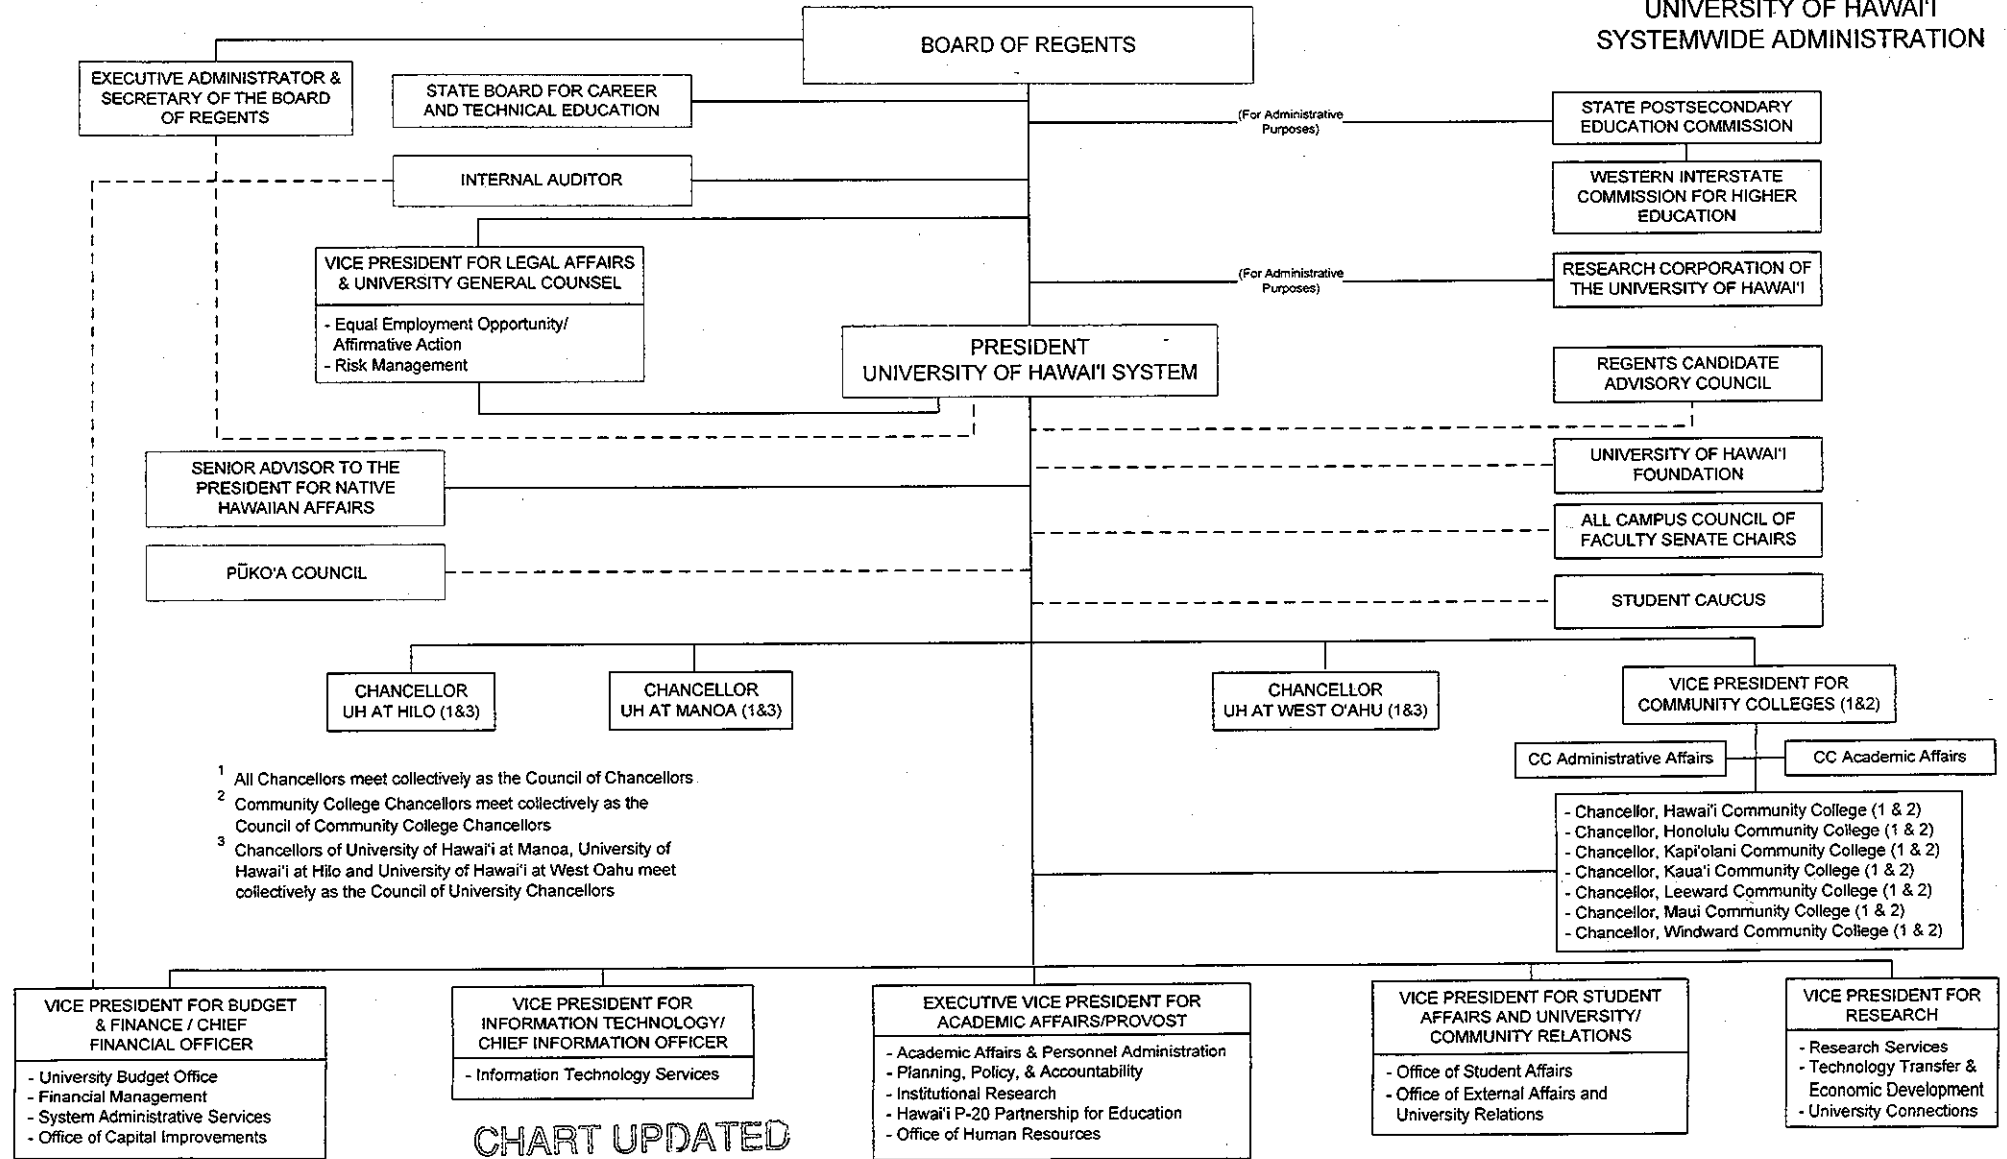 UNIVERSITY OF HAWAI'I
SYSTEMWIDE ADMINISTRATION
BOARD OF REGENTS
EXECUTIVE ADMINISTRATOR &
SECRETARY OF THE BOARD
OF REGENTS
STATE BOARD FOR CAREER
AND TECHNICAL EDUCATION
(For Administrative
Purposes)
STATE POSTSECONDARY
EDUCATION COMMISSION
INTERNAL AUDITOR
WESTERN INTERSTATE
COMMISSION FOR HIGHER
EDUCATION
VICE PRESIDENT FOR LEGAL AFFAIRS
& UNIVERSITY GENERAL COUNSEL
- Equal Employment Opportunity/
Affirmative Action
- Risk Management
(For Administrative
Purposes)
RESEARCH CORPORATION OF
THE UNIVERSITY OF HAWAI'I
PRESIDENT
UNIVERSITY OF HAWAI'I SYSTEM
REGENTS CANDIDATE
ADVISORY COUNCIL
SENIOR ADVISOR TO THE
PRESIDENT FOR NATIVE
HAWAIIAN AFFAIRS
UNIVERSITY OF HAWAI'I
FOUNDATION
ALL CAMPUS COUNCIL OF
FACULTY SENATE CHAIRS
PŪKO'A COUNCIL
STUDENT CAUCUS
CHANCELLOR
UH AT HILO (1&3)
CHANCELLOR
UH AT MANOA (1&3)
CHANCELLOR
UH AT WEST O'AHU (1&3)
VICE PRESIDENT FOR
COMMUNITY COLLEGES (1&2)
CC Administrative Affairs
CC Academic Affairs
1 All Chancellors meet collectively as the Council of Chancellors
2 Community College Chancellors meet collectively as the
Council of Community College Chancellors
3 Chancellors of University of Hawai'i at Manoa, University of
Hawai'i at Hilo and University of Hawai'i at West Oahu meet
collectively as the Council of University Chancellors
- Chancellor, Hawai'i Community College (1 & 2)
- Chancellor, Honolulu Community College (1 & 2)
- Chancellor, Kapi'olani Community College (1 & 2)
- Chancellor, Kaua'i Community College (1 & 2)
- Chancellor, Leeward Community College (1 & 2)
- Chancellor, Maui Community College (1 & 2)
- Chancellor, Windward Community College (1 & 2)
VICE PRESIDENT FOR BUDGET
& FINANCE / CHIEF
FINANCIAL OFFICER
- University Budget Office
- Financial Management
- System Administrative Services
- Office of Capital Improvements
VICE PRESIDENT FOR
INFORMATION TECHNOLOGY/
CHIEF INFORMATION OFFICER
- Information Technology Services
EXECUTIVE VICE PRESIDENT FOR
ACADEMIC AFFAIRS/PROVOST
- Academic Affairs & Personnel Administration
- Planning, Policy, & Accountability
- Institutional Research
- Hawai'i P-20 Partnership for Education
- Office of Human Resources
VICE PRESIDENT FOR STUDENT
AFFAIRS AND UNIVERSITY/
COMMUNITY RELATIONS
- Office of Student Affairs
- Office of External Affairs and
University Relations
VICE PRESIDENT FOR
RESEARCH
- Research Services
- Technology Transfer &
Economic Development
- University Connections
CHART UPDATED